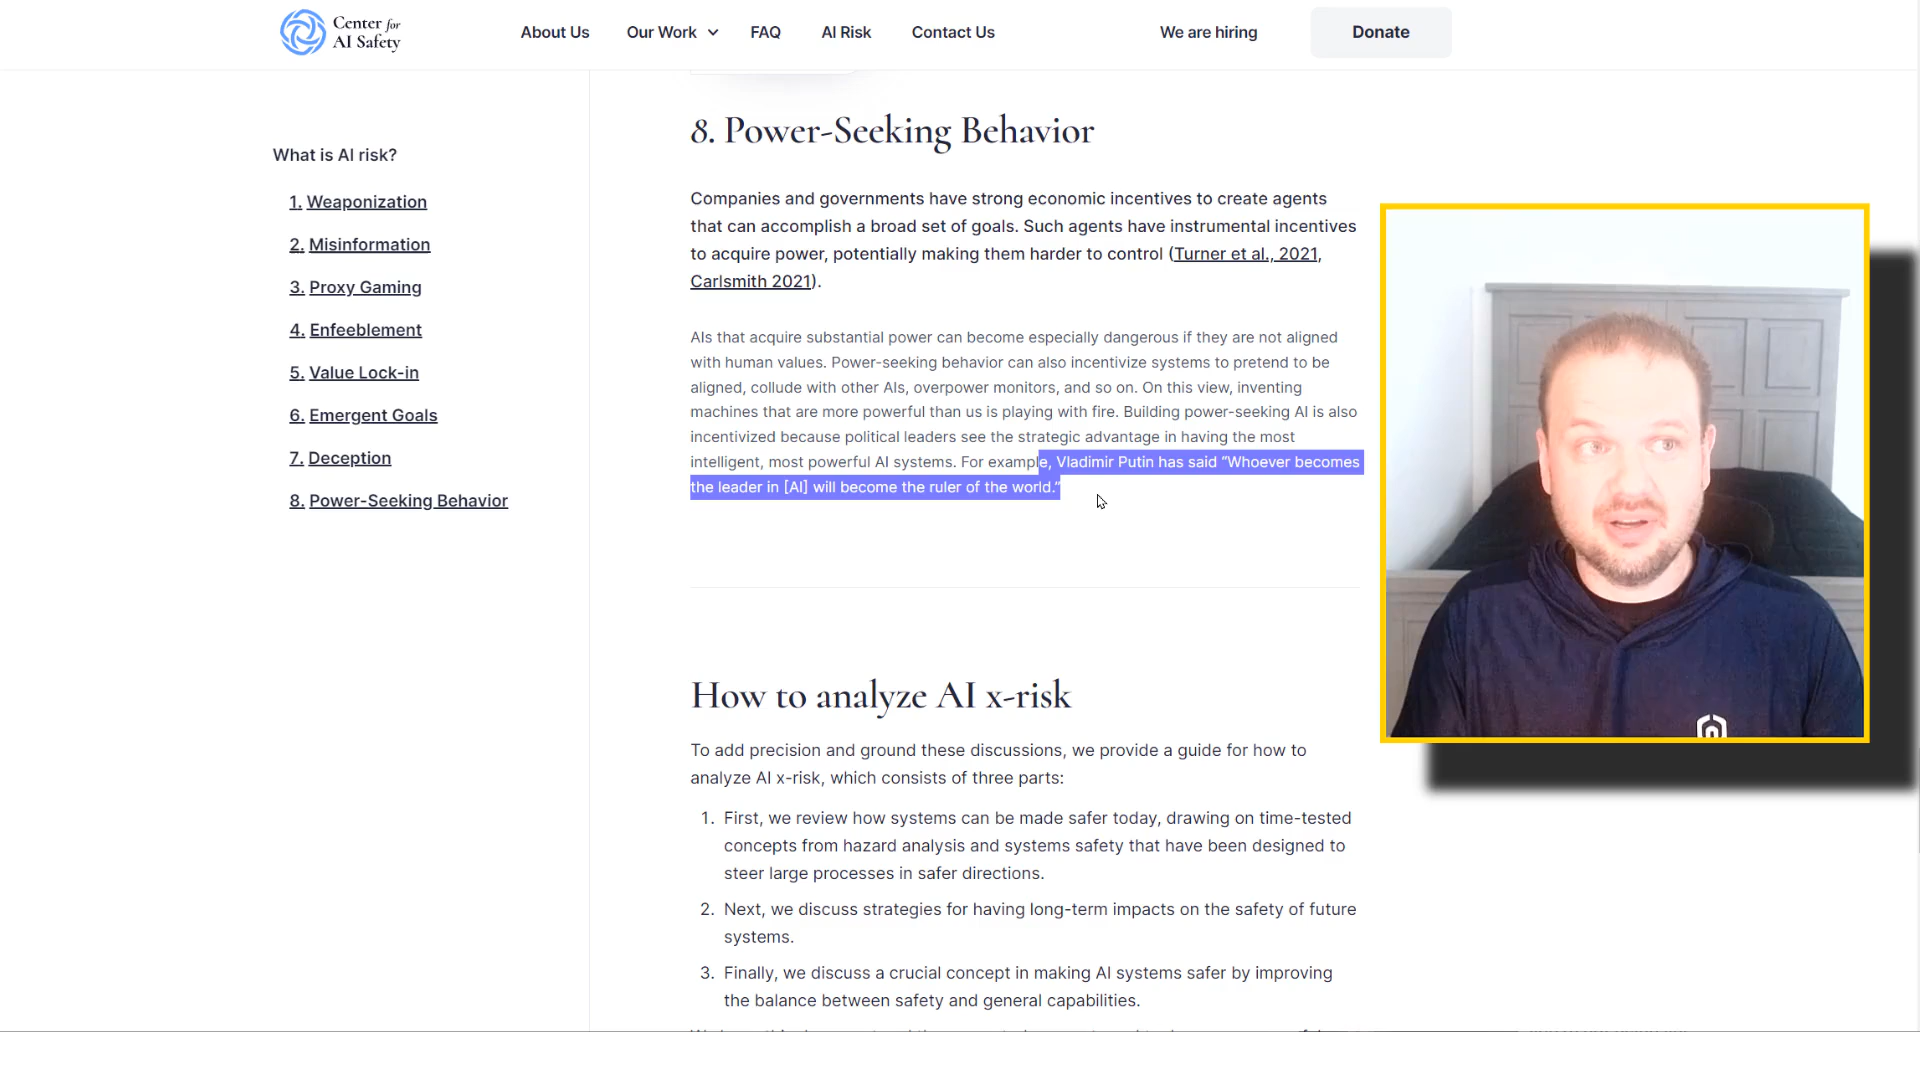 Center for
AI Safety
About Us
Our Work
FAQ
AI Risk
Contact Us
We are hiring
Donate
What is AI risk?
1. Weaponization
2. Misinformation
3. Proxy Gaming
4. Enfeeblement
5. Value Lock-in
6. Emergent Goals
7. Deception
8. Power-Seeking Behavior
8. Power-Seeking Behavior
Companies and governments have strong economic incentives to create agents
that can accomplish a broad set of goals. Such agents have instrumental incentives
to acquire power, potentially making them harder to control (Turner et al., 2021,
Carlsmith 2021).
AIs that acquire substantial power can become especially dangerous if they are not aligned
with human values. Power-seeking behavior can also incentivize systems to pretend to be
aligned, collude with other AIs, overpower monitors, and so on. On this view, inventing
machines that are more powerful than us is playing with fire. Building power-seeking AI is also
incentivized because political leaders see the strategic advantage in having the most
intelligent, most powerful AI systems. For example, Vladimir Putin has said “Whoever becomes
the leader in [AI] will become the ruler of the world.”
How to analyze AI x-risk
To add precision and ground these discussions, we provide a guide for how to
analyze AI x-risk, which consists of three parts:
1. First, we review how systems can be made safer today, drawing on time-tested
concepts from hazard analysis and systems safety that have been designed to
steer large processes in safer directions.
2. Next, we discuss strategies for having long-term impacts on the safety of future
systems.
3. Finally, we discuss a crucial concept in making AI systems safer by improving
the balance between safety and general capabilities.